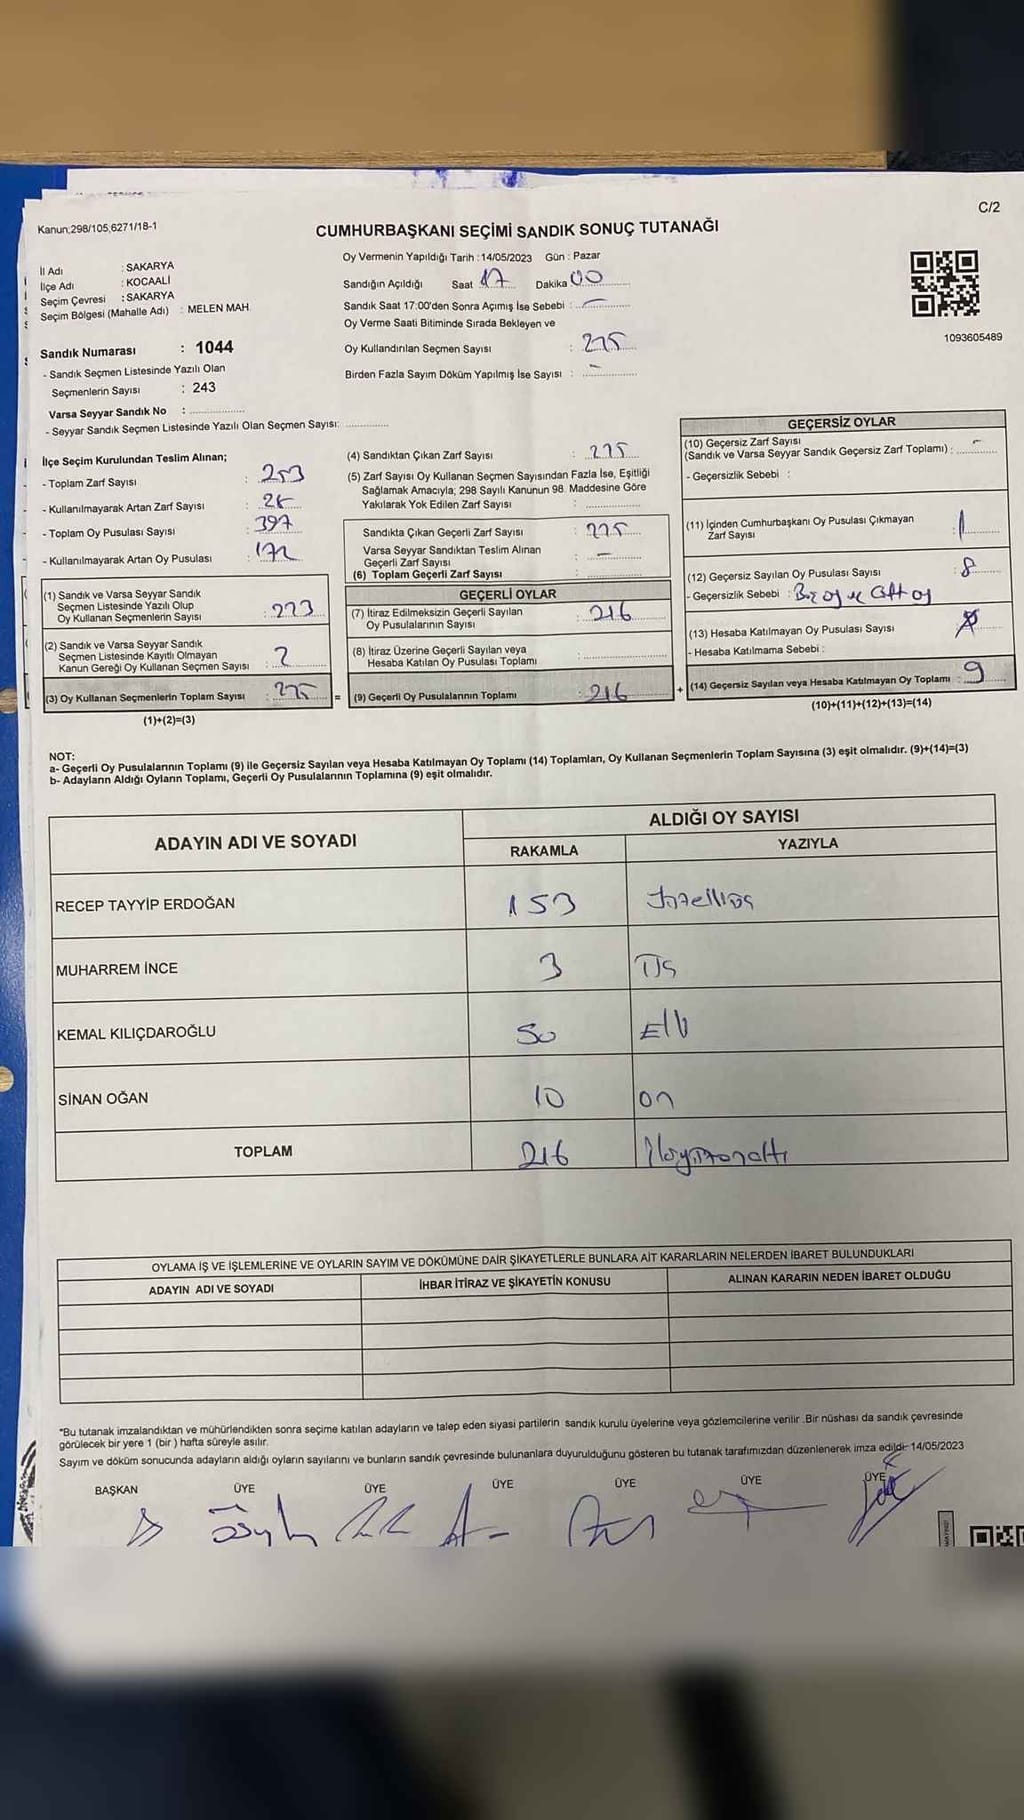 C/2
Kanun;298/105,6271/18-1
CUMHURBAŞKANI SEÇİMİ SANDIK SONUÇ TUTANAĞI
İl Adı : SAKARYA
İlçe Adı : KOCAALİ
Seçim Çevresi : SAKARYA
Seçim Bölgesi (Mahalle Adı) : MELEN MAH.
Oy Vermenin Yapıldığı Tarih : 14/05/2023 Gün : Pazar
Sandığın Açıldığı Saat 17 Dakika 00
Sandık Saat 17:00'den Sonra Açımış İse Sebebi : —
Oy Verme Saati Bitiminde Sırada Bekleyen ve
Oy Kullandırılan Seçmen Sayısı : 225
Birden Fazla Sayım Döküm Yapılmış İse Sayısı : –
1093605489
Sandık Numarası : 1044
- Sandık Seçmen Listesinde Yazılı Olan
Seçmenlerin Sayısı : 243
Varsa Seyyar Sandık No :
- Seyyar Sandık Seçmen Listesinde Yazılı Olan Seçmen Sayısı:
İlçe Seçim Kurulundan Teslim Alınan;
- Toplam Zarf Sayısı : 253
- Kullanılmayarak Artan Zarf Sayısı : 28
- Toplam Oy Pusulası Sayısı : 397
- Kullanılmayarak Artan Oy Pusulası : 172
(1) Sandık ve Varsa Seyyar Sandık
Seçmen Listesinde Yazılı Olup
Oy Kullanan Seçmenlerin Sayısı : 223
(2) Sandık ve Varsa Seyyar Sandık
Seçmen Listesinde Kayıtlı Olmayan
Kanun Gereği Oy Kullanan Seçmen Sayısı : 2
(3) Oy Kullanan Seçmenlerin Toplam Sayısı : 225
(1)+(2)=(3)
(4) Sandıktan Çıkan Zarf Sayısı : 225
(5) Zarf Sayısı Oy Kullanan Seçmen Sayısından Fazla İse, Eşitliği
Sağlamak Amacıyla; 298 Sayılı Kanunun 98. Maddesine Göre
Yakılarak Yok Edilen Zarf Sayısı :
Sandıkta Çıkan Geçerli Zarf Sayısı : 225
Varsa Seyyar Sandıktan Teslim Alınan
Geçerli Zarf Sayısı : —
(6) Toplam Geçerli Zarf Sayısı :
GEÇERLİ OYLAR
(7) İtiraz Edilmeksizin Geçerli Sayılan
Oy Pusulalarının Sayısı : 216
(8) İtiraz Üzerine Geçerli Sayılan veya
Hesaba Katılan Oy Pusulası Toplamı :
= (9) Geçerli Oy Pusulalarının Toplamı : 216
GEÇERSİZ OYLAR
(10) Geçersiz Zarf Sayısı
(Sandık ve Varsa Seyyar Sandık Geçersiz Zarf Toplamı) : –
- Geçersizlik Sebebi :
(11) İçinden Cumhurbaşkanı Oy Pusulası Çıkmayan
Zarf Sayısı : 1
(12) Geçersiz Sayılan Oy Pusulası Sayısı : 8
- Geçersizlik Sebebi : Boş oy ve Çift oy
(13) Hesaba Katılmayan Oy Pusulası Sayısı :
- Hesaba Katılmama Sebebi :
+ (14) Geçersiz Sayılan veya Hesaba Katılmayan Oy Toplamı : 9
(10)+(11)+(12)+(13)=(14)
NOT:
a- Geçerli Oy Pusulalarının Toplamı (9) ile Geçersiz Sayılan veya Hesaba Katılmayan Oy Toplamı (14) Toplamları, Oy Kullanan Seçmenlerin Toplam Sayısına (3) eşit olmalıdır. (9)+(14)=(3)
b- Adayların Aldığı Oyların Toplamı, Geçerli Oy Pusulalarının Toplamına (9) eşit olmalıdır.
ADAYIN ADI VE SOYADI
ALDIĞI OY SAYISI
RAKAMLA YAZIYLA
RECEP TAYYİP ERDOĞAN 153 yüzelliüç
MUHARREM İNCE 3 üç
KEMAL KILIÇDAROĞLU 50 Elli
SİNAN OĞAN 10 on
TOPLAM 216 ikiyüzonaltı
OYLAMA İŞ VE İŞLEMLERİNE VE OYLARIN SAYIM VE DÖKÜMÜNE DAİR ŞİKAYETLERLE BUNLARA AİT KARARLARIN NELERDEN İBARET BULUNDUKLARI
ADAYIN ADI VE SOYADI İHBAR İTİRAZ VE ŞİKAYETİN KONUSU ALINAN KARARIN NEDEN İBARET OLDUĞU
*Bu tutanak imzalandıktan ve mühürlendikten sonra seçime katılan adayların ve talep eden siyasi partilerin sandık kurulu üyelerine veya gözlemcilerine verilir .Bir nüshası da sandık çevresinde
görülecek bir yere 1 (bir ) hafta süreyle asılır.
Sayım ve döküm sonucunda adayların aldığı oyların sayılarını ve bunların sandık çevresinde bulunanlara duyurulduğunu gösteren bu tutanak tarafımızdan düzenlenerek imza edildi. 14/05/2023
BAŞKAN ÜYE ÜYE ÜYE ÜYE ÜYE ÜYE